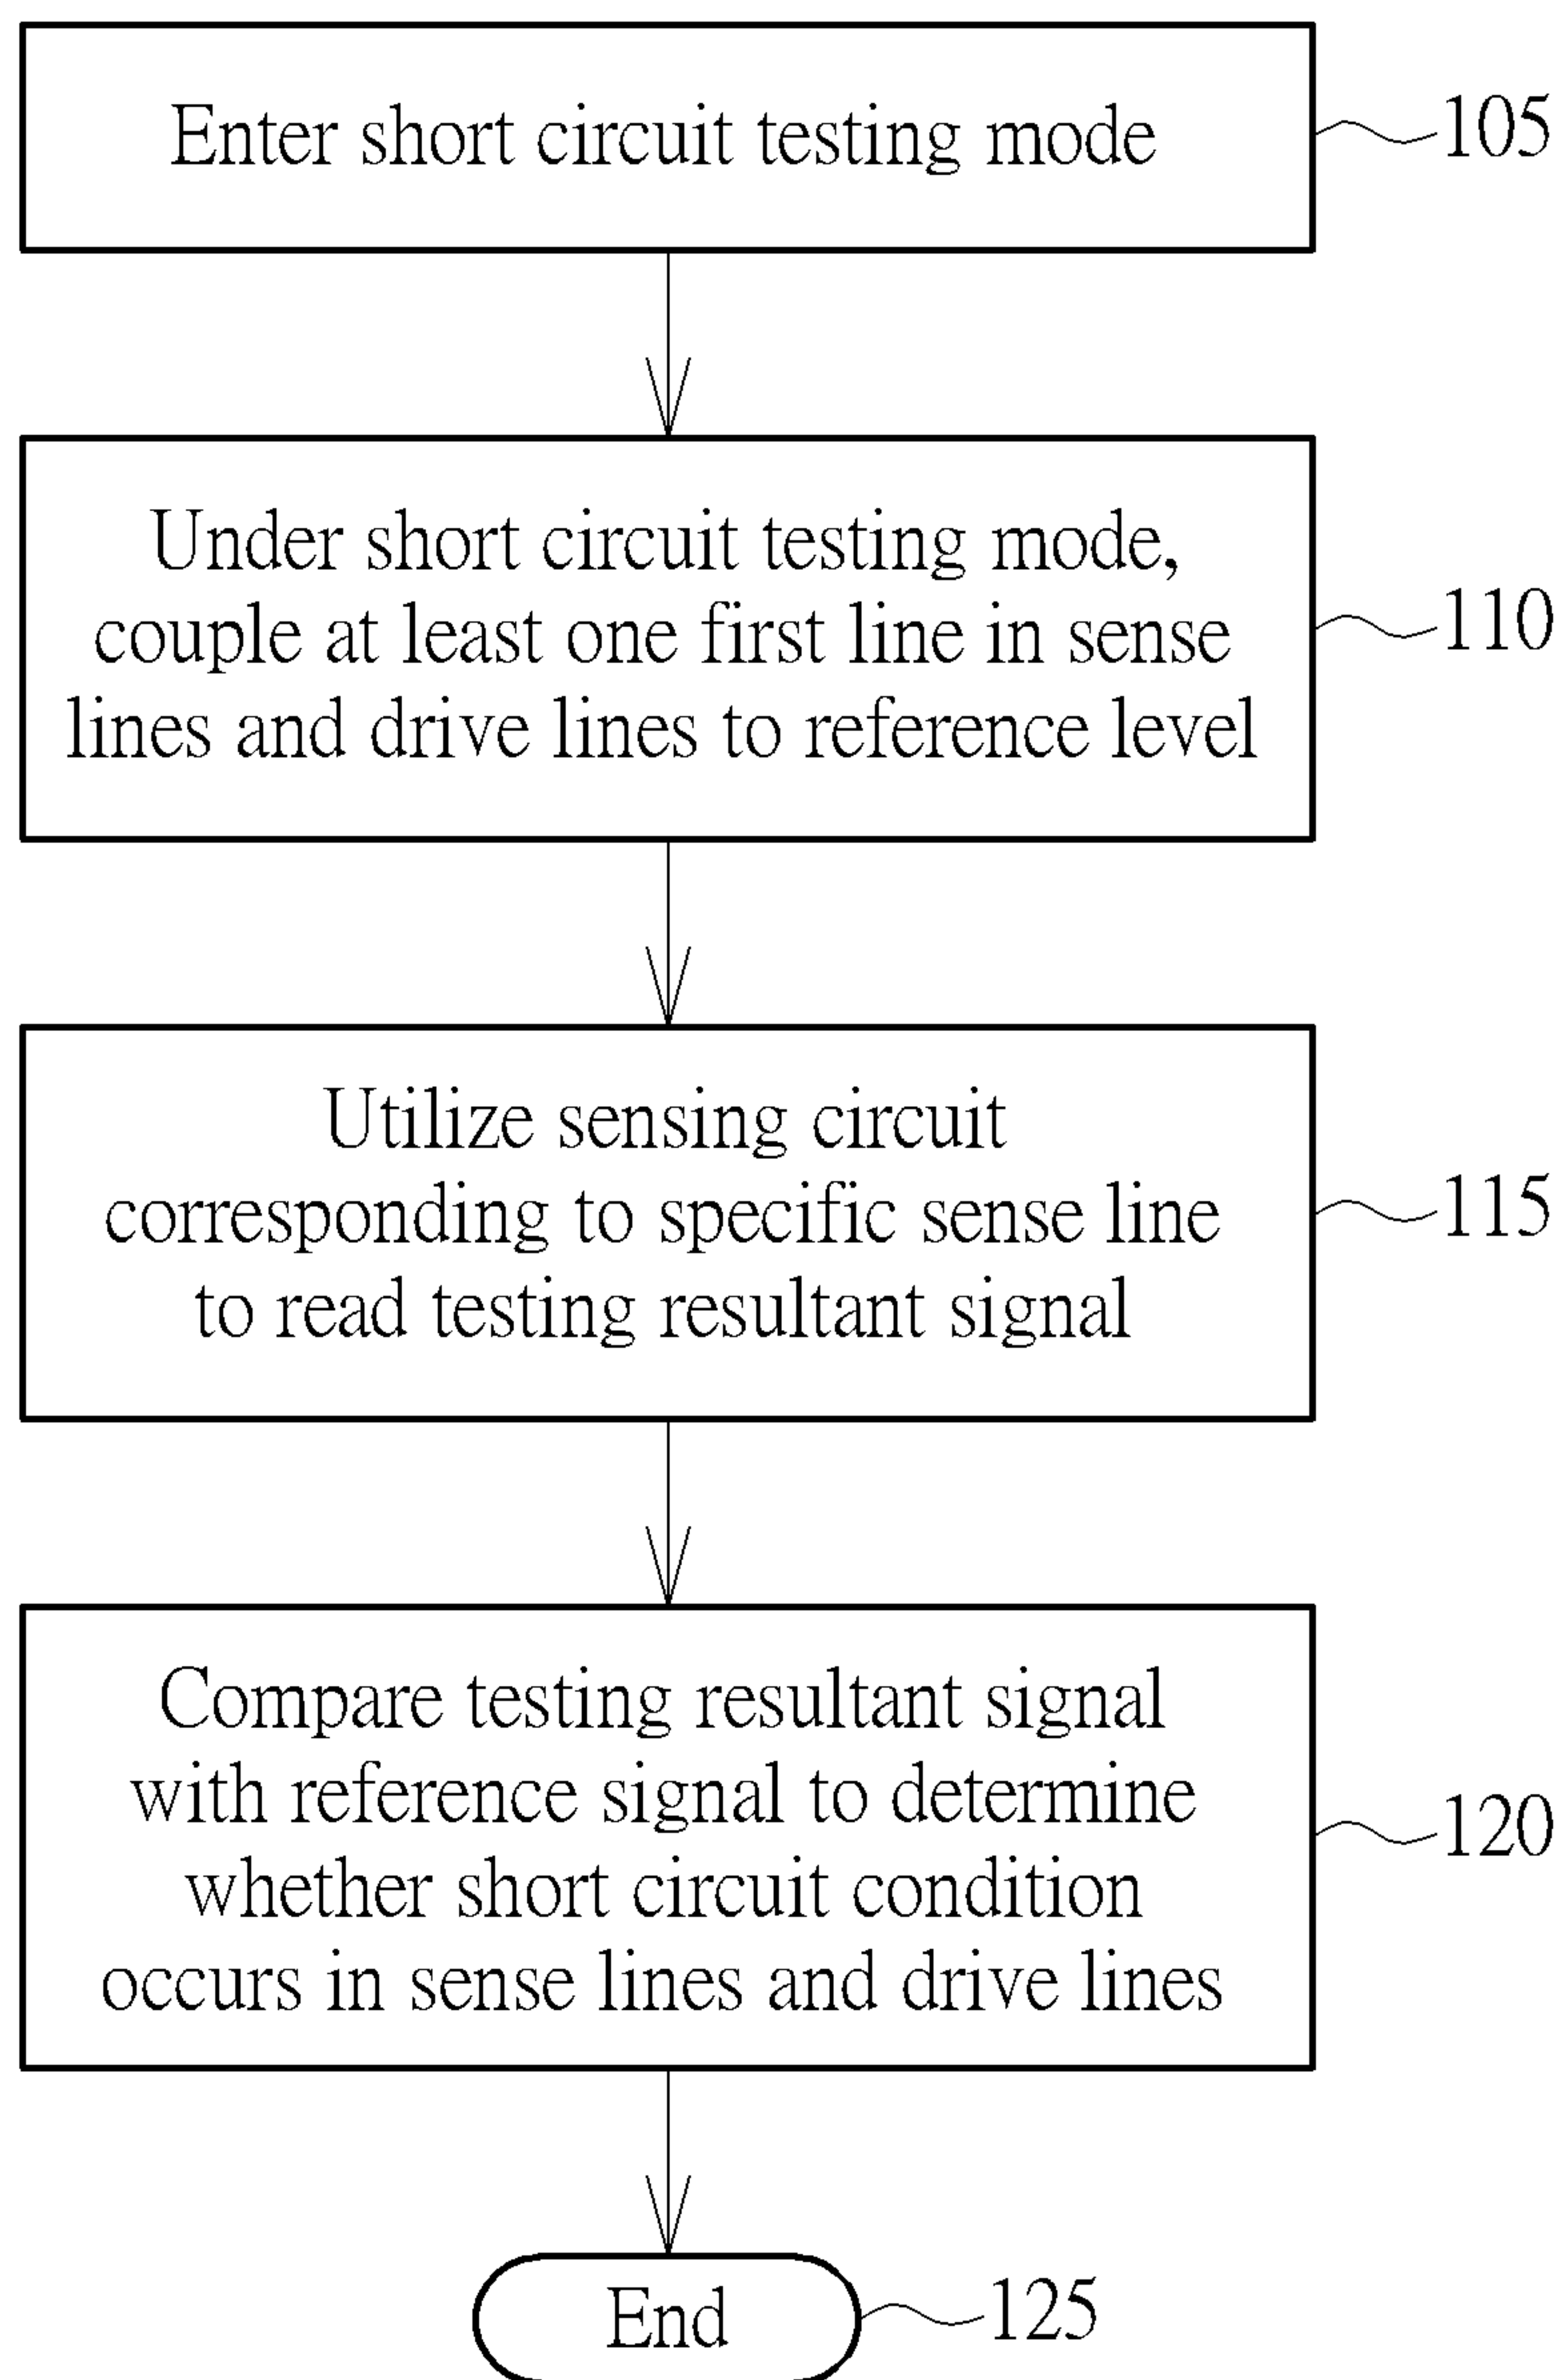 Enter short circuit testing mode
105
Under short circuit testing mode,
couple at least one first line in sense
lines and drive lines to reference level
110
Utilize sensing circuit
corresponding to specific sense line
to read testing resultant signal
115
Compare testing resultant signal
with reference signal to determine
whether short circuit condition
occurs in sense lines and drive lines
120
End
125